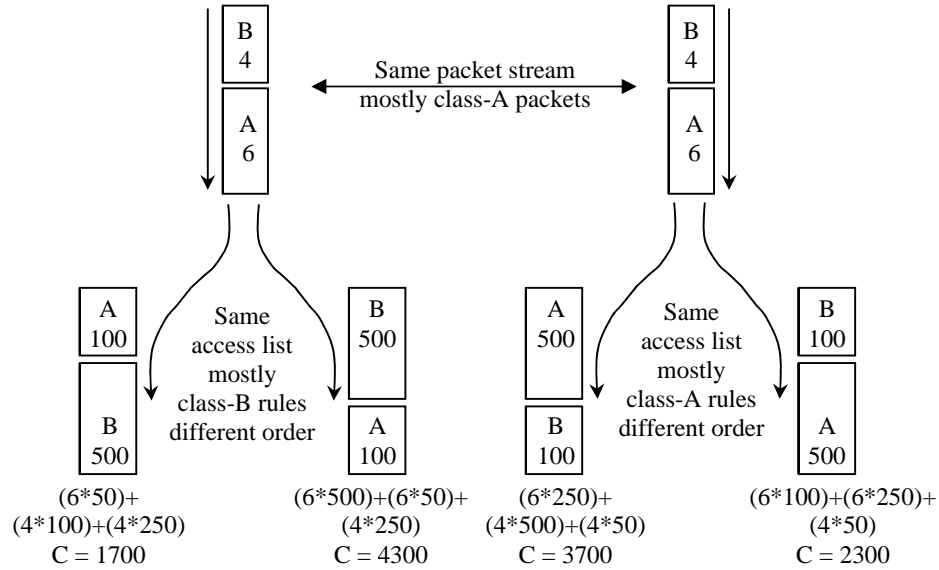 B
4
A
6
Same packet stream
mostly class-A packets
B
4
A
6
A
100
B
500
Same
access list
mostly
class-B rules
different order
B
500
A
100
A
500
B
100
Same
access list
mostly
class-A rules
different order
B
100
A
500
(6*50)+
(4*100)+(4*250)
C = 1700
(6*500)+(6*50)+
(4*250)
C = 4300
(6*250)+
(4*500)+(4*50)
C = 3700
(6*100)+(6*250)+
(4*50)
C = 2300